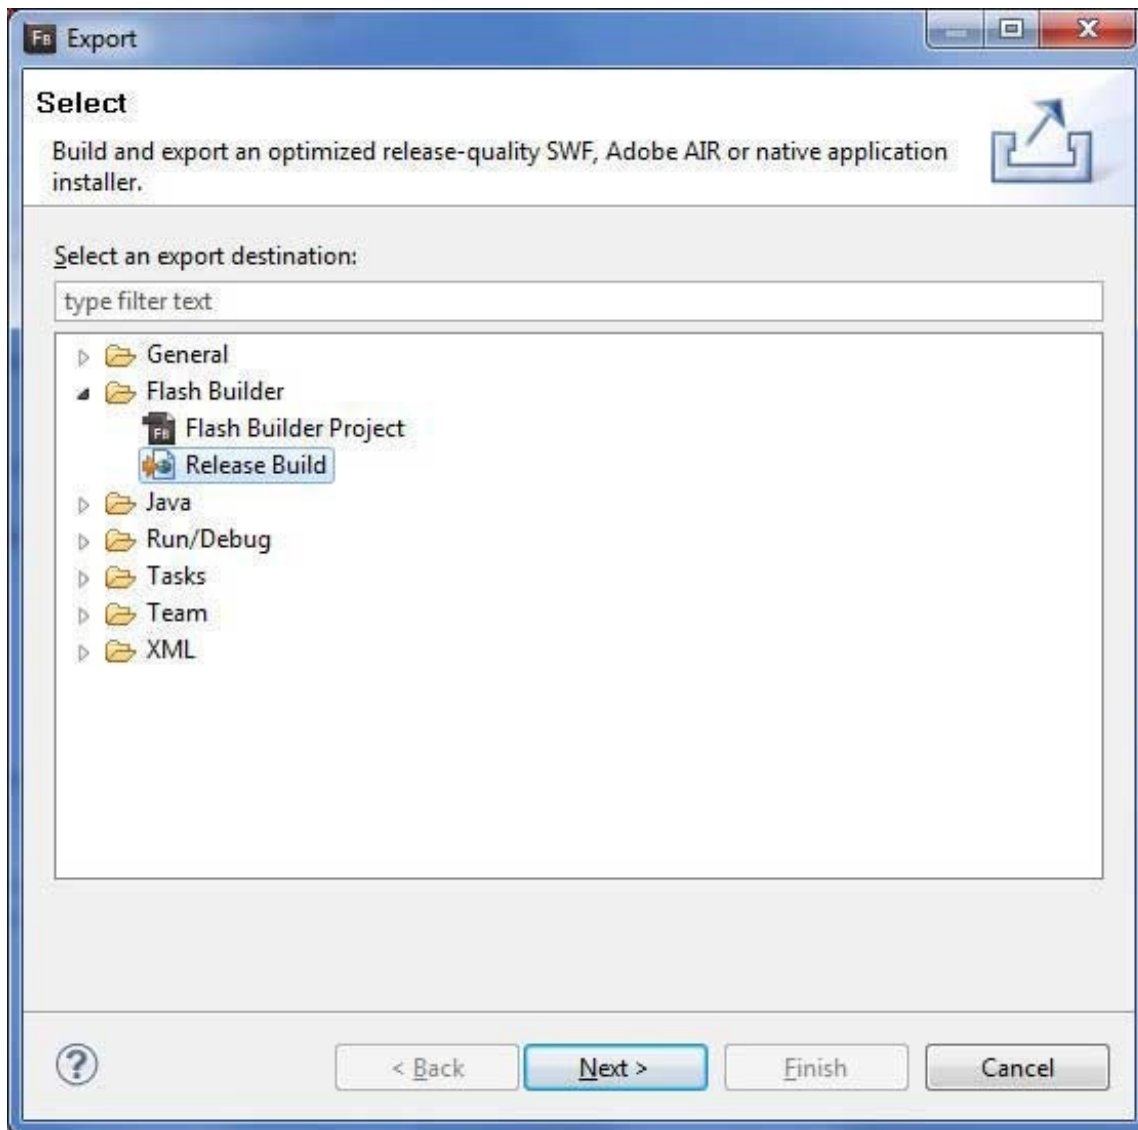 FB Export
Select
Build and export an optimized release-quality SWF, Adobe AIR or native application
installer.
Select an export destination:
type filter text
General
Flash Builder
FB Flash Builder Project
Release Build
Java
Run/Debug
Tasks
Team
XML
? < Back Next > Finish Cancel